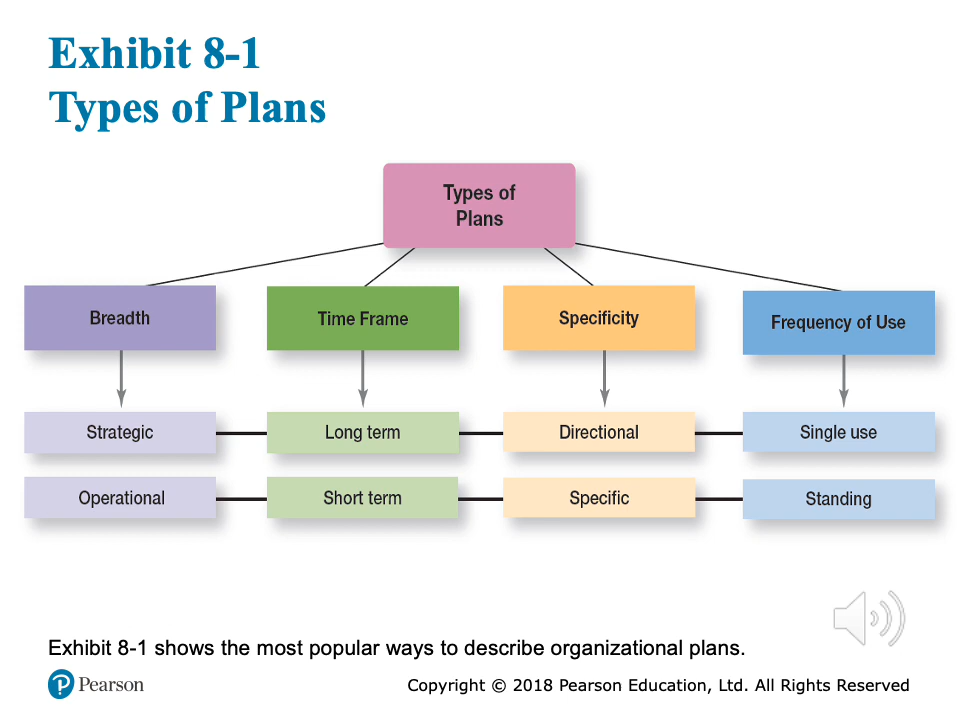 Exhibit 8-1
Types of Plans
Types of
Plans
Breadth
Time Frame
Specificity
Frequency of Use
Strategic
Long term
Directional
Single use
Operational
Short term
Specific
Standing
Exhibit 8-1 shows the most popular ways to describe organizational plans.
P Pearson
Copyright © 2018 Pearson Education, Ltd. All Rights Reserved